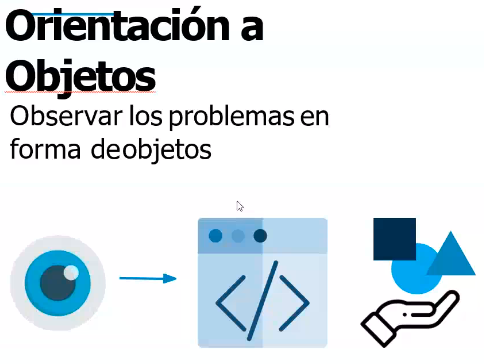 Orientación a
Objetos
Observar los problemas en
forma deobjetos
</>